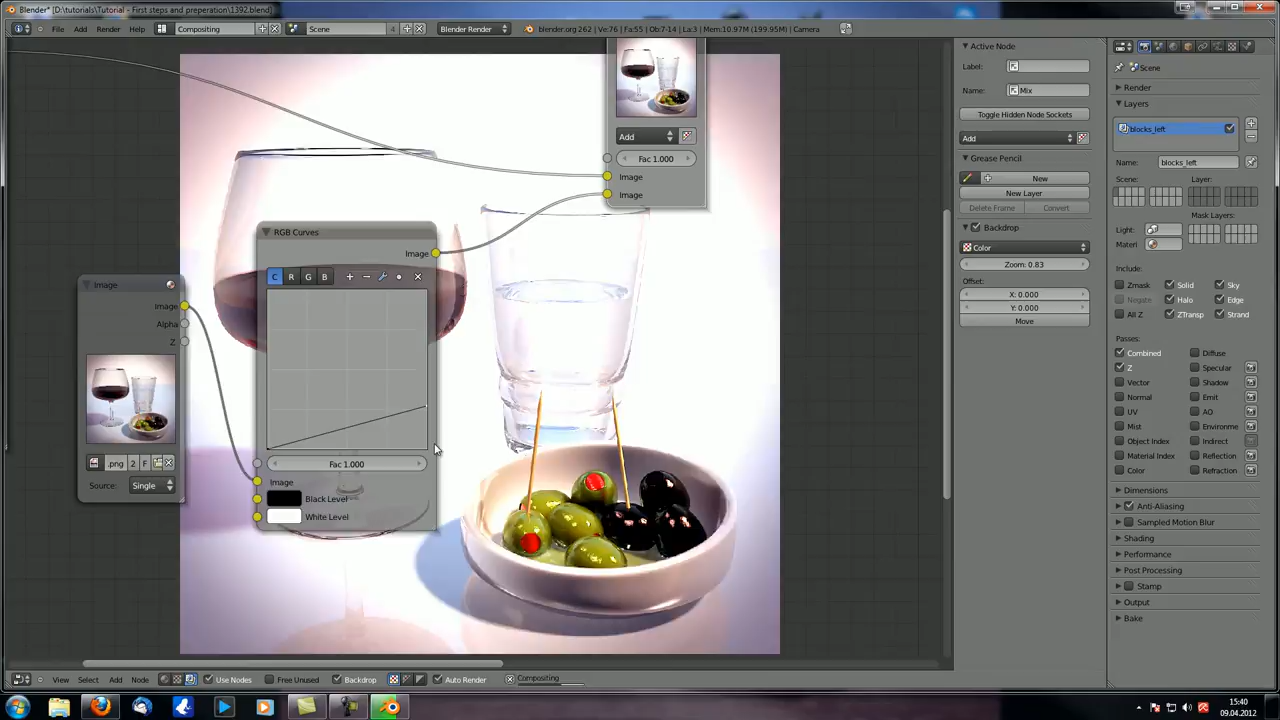 Blender* [D:\tutorials\Tutorial - First steps and preperation\1392.blend]
File Add Render Help Compositing Scene 4 Blender Render blender.org 262 | Ve:76 | Fa:55 | Ob:7-14 | La:3 | Mem:10.97M (199.95M) | Camera
Add
Fac 1.000
Image
Image
RGB Curves
Image
C R G B
Fac 1.000
Image
Black Level
White Level
Image
Image
Alpha
Z
.png 2 F
Source: Single
Active Node
Label:
Name: Mix
Toggle Hidden Node Sockets
Add
Grease Pencil
New
New Layer
Delete Frame Convert
Backdrop
Color
Zoom: 0.83
Offset:
X: 0.000
Y: 0.000
Move
Scene
Render
Layers
blocks_left
Name: blocks_left
Scene: Layer:
Mask Layers:
Light:
Materi
Include:
Zmask Solid Sky
Negate Halo Edge
All Z ZTransp Strand
Passes:
Combined Diffuse
Z Specular
Vector Shadow
Normal Emit
UV AO
Mist Environme
Object Index Indirect
Material Index Reflection
Color Refraction
Dimensions
Anti-Aliasing
Sampled Motion Blur
Shading
Performance
Post Processing
Stamp
Output
Bake
View Select Add Node Use Nodes Free Unused Backdrop Auto Render Compositing
15:40
09.04.2012